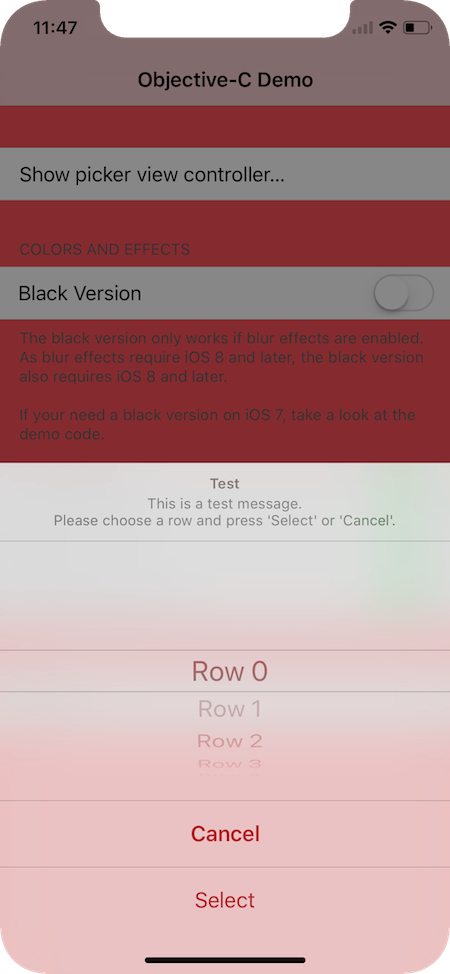 11:47
Objective-C Demo
Show picker view controller...
COLORS AND EFFECTS
Black Version
The black version only works if blur effects are enabled.
As blur effects require iOS 8 and later, the black version
also requires iOS 8 and later.
If your need a black version on iOS 7, take a look at the
demo code.
Test
This is a test message.
Please choose a row and press 'Select' or 'Cancel'.
Row 0
Row 1
Row 2
Row 3
Cancel
Select